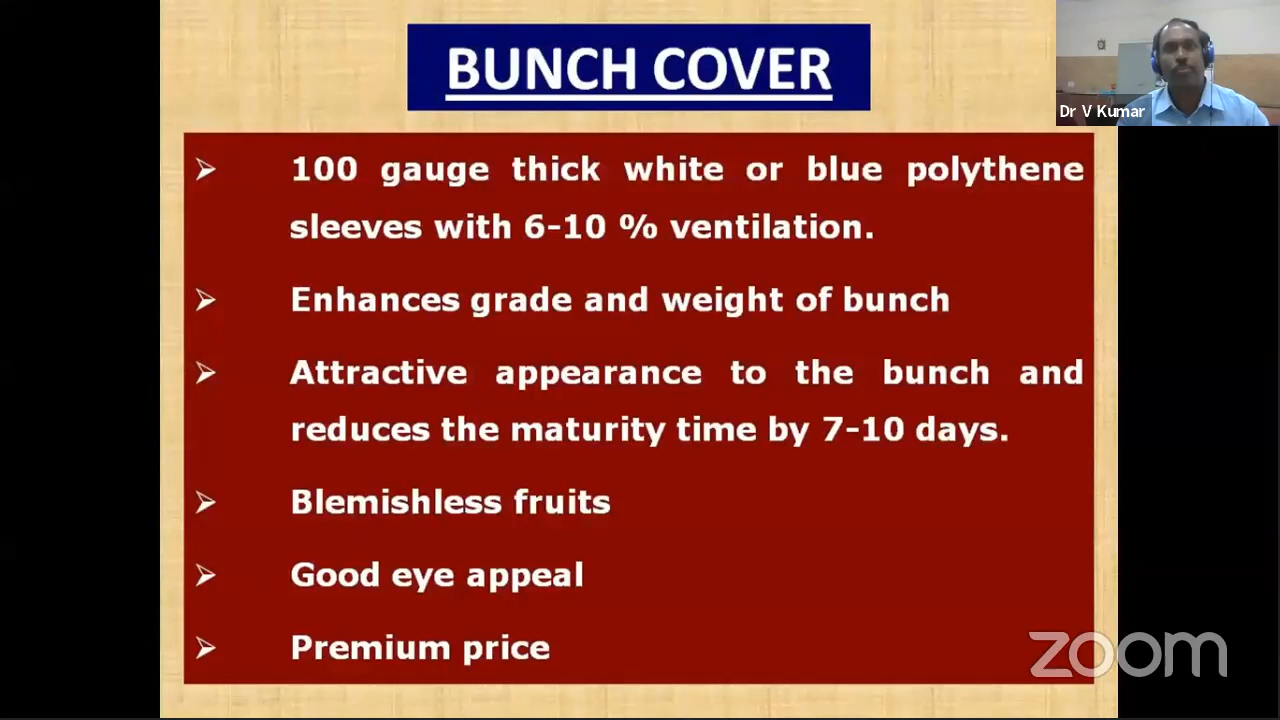 BUNCH COVER
Dr V Kumar
➢ 100 gauge thick white or blue polythene
sleeves with 6-10 % ventilation.
➢ Enhances grade and weight of bunch
➢ Attractive appearance to the bunch and
reduces the maturity time by 7-10 days.
➢ Blemishless fruits
➢ Good eye appeal
➢ Premium price
zoom